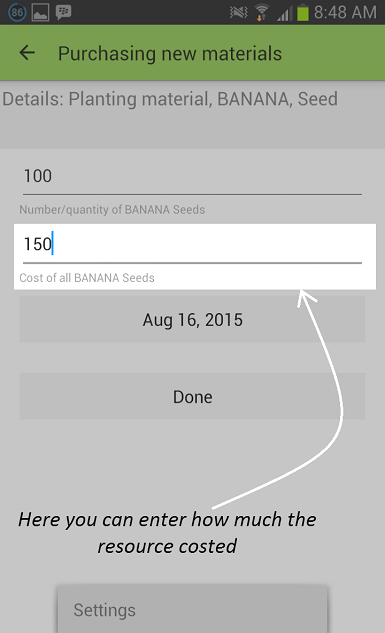 86 8:48 AM
Purchasing new materials
Details: Planting material, BANANA, Seed
100
Number/quantity of BANANA Seeds
150
Cost of all BANANA Seeds
Aug 16, 2015
Done
Here you can enter how much the
resource costed
Settings